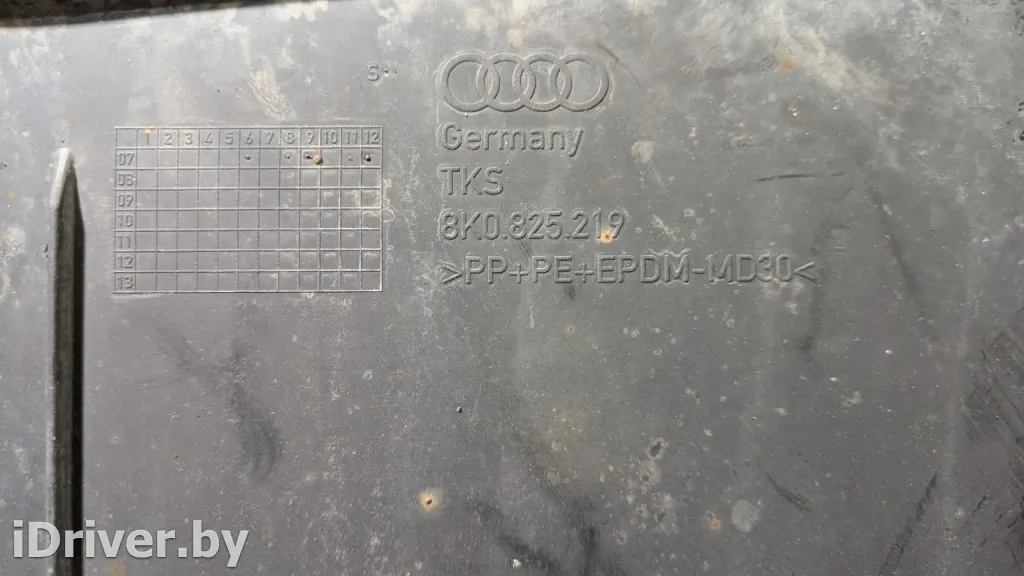 S
Germany
TKS
8K0.825.219
>PP+PE+EPDM-MD30<
1 2 3 4 5 6 7 8 9 10 11 12
07
08
09
10
11
12
13
iDriver.by